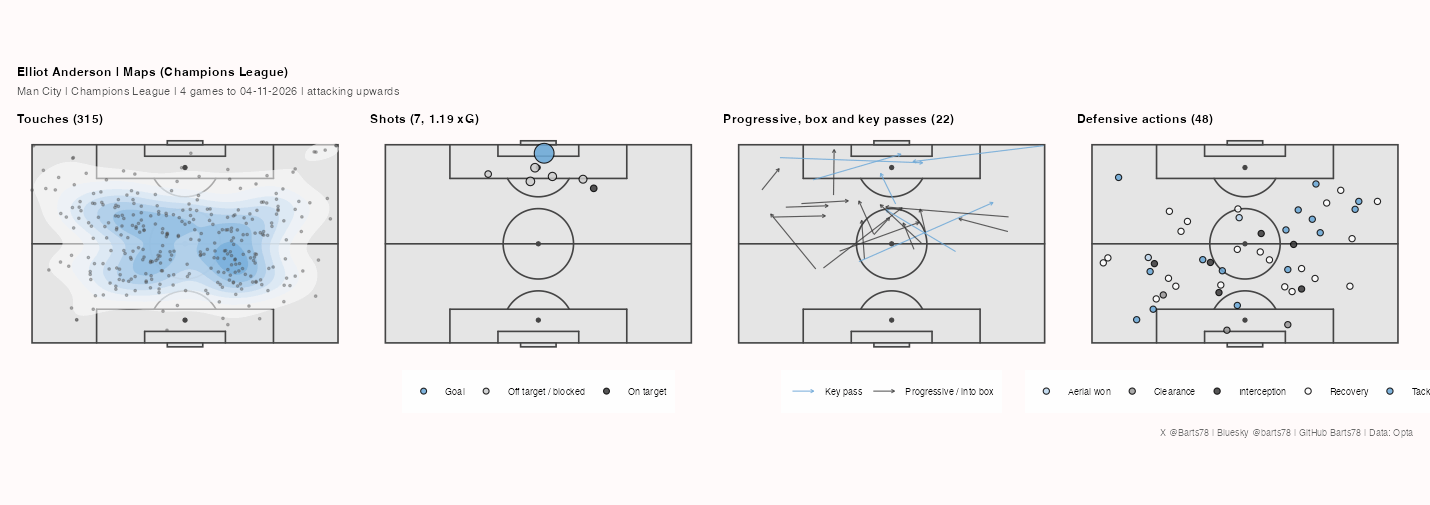 Elliot Anderson | Maps (Champions League)
Man City | Champions League | 4 games to 04-11-2026 | attacking upwards
Touches (315)
Shots (7, 1.19 xG)
Progressive, box and key passes (22)
Defensive actions (48)
Goal Off target / blocked On target
Key pass Progressive / into box
Aerial won Clearance Interception Recovery Tack
X @Barts78 | Bluesky @barts78 | GitHub Barts78 | Data: Opta